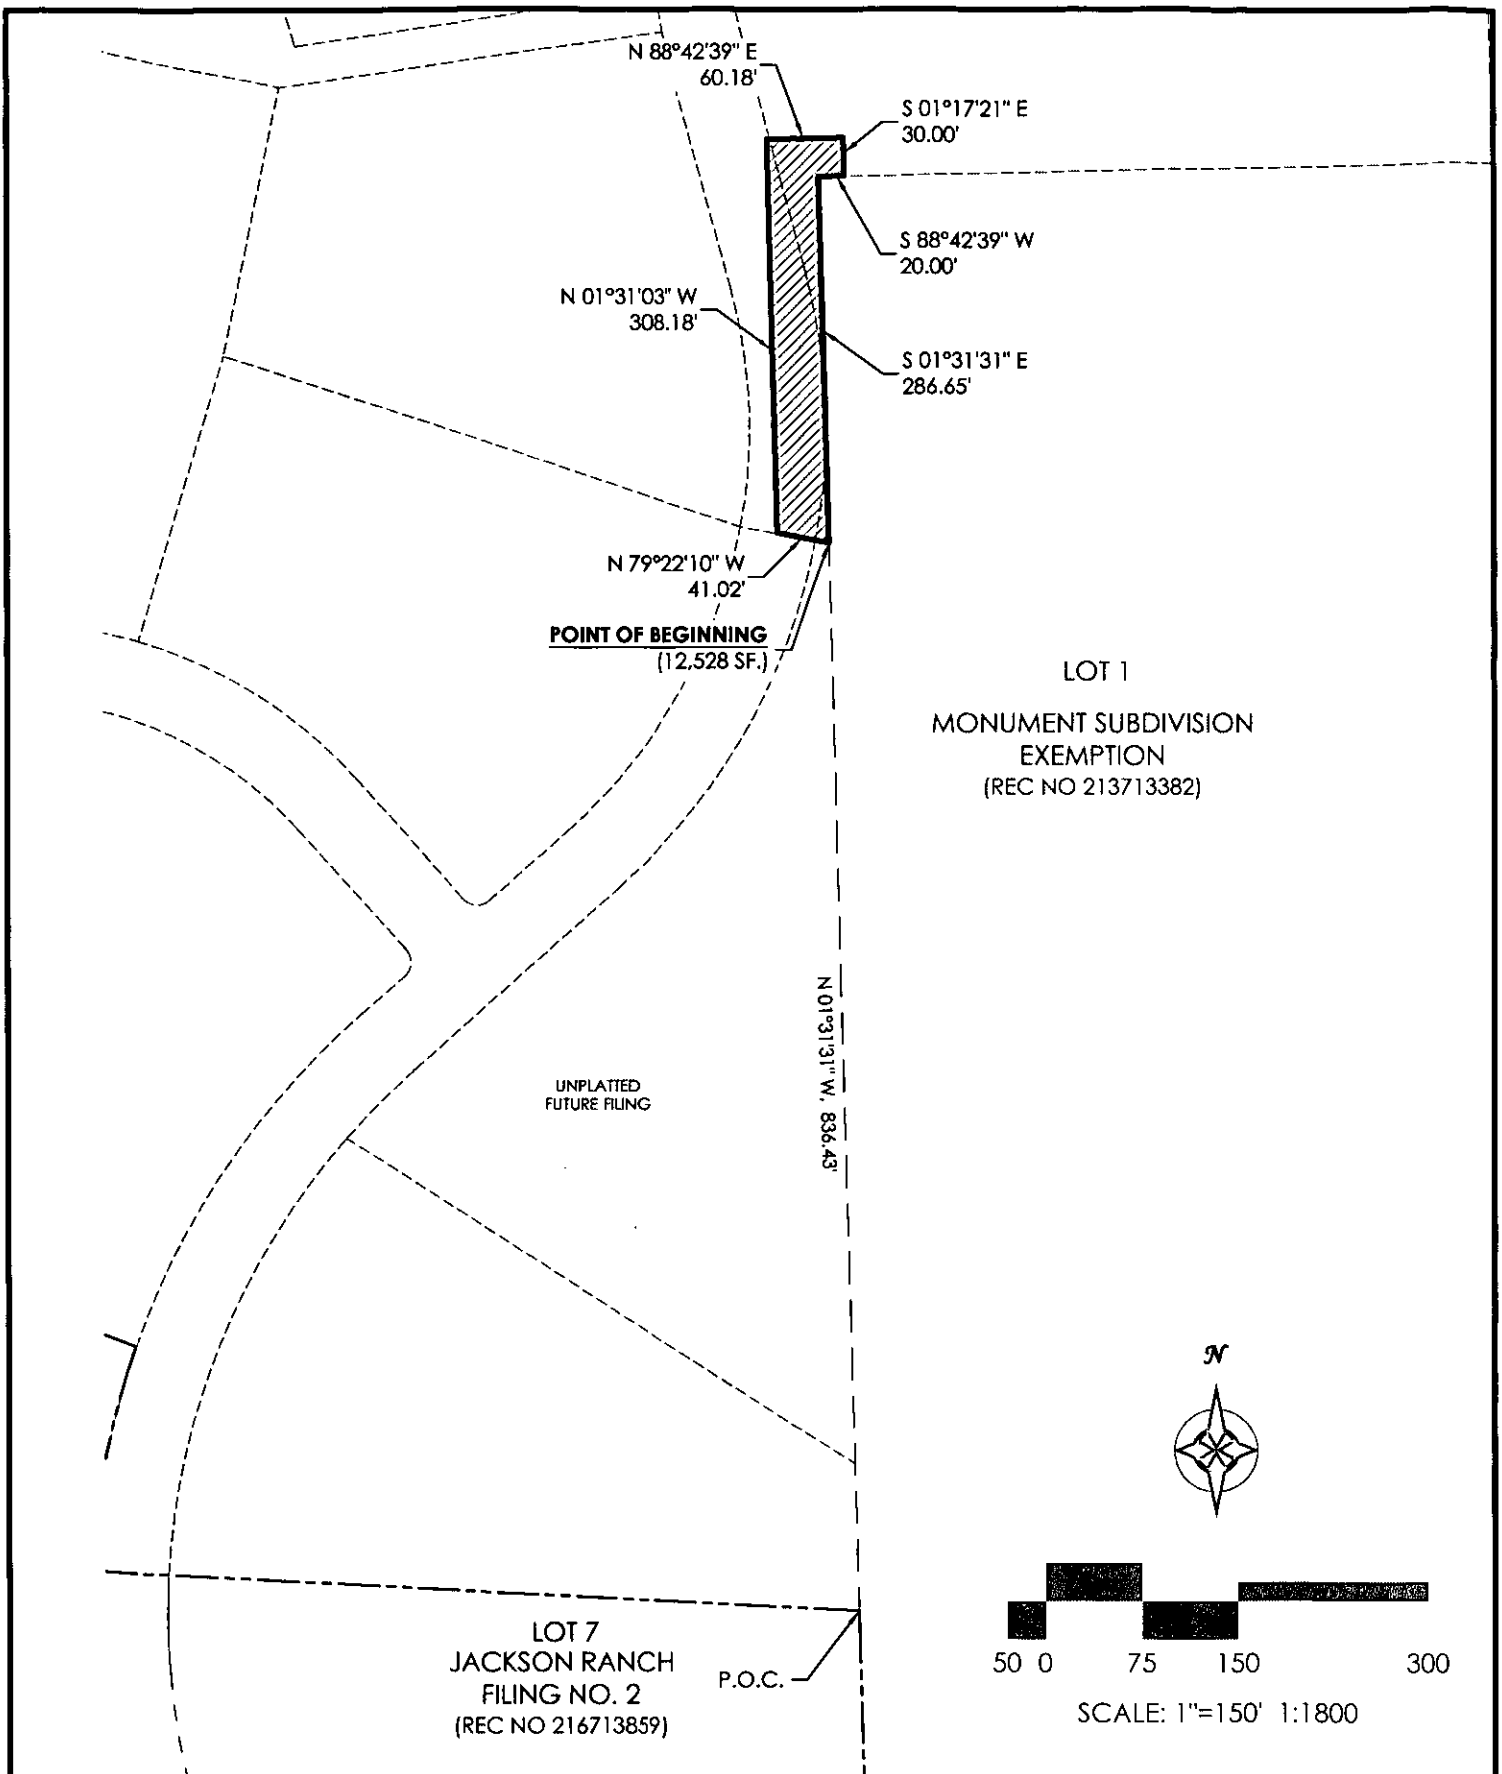 N 88°42'39" E
60.18'
S 01°17'21" E
30.00'
S 88°42'39" W
20.00'
N 01°31'03" W
308.18'
S 01°31'31" E
286.65'
N 79°22'10" W
41.02'
POINT OF BEGINNING
(12,528 SF.)
LOT 1
MONUMENT SUBDIVISION
EXEMPTION
(REC NO 213713382)
N 01°31'31" W, 836.43'
UNPLATTED
FUTURE FILING
N
LOT 7
JACKSON RANCH
FILING NO. 2
(REC NO 216713859)
P.O.C.
50 0 75 150 300
SCALE: 1"=150' 1:1800